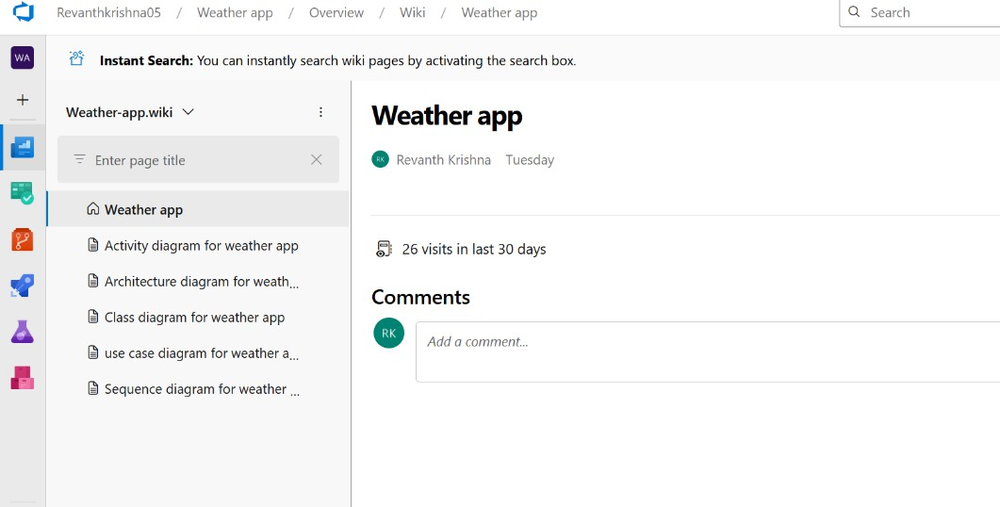 Revanthkrishna05 / Weather app / Overview / Wiki / Weather app
Search
WA
Instant Search: You can instantly search wiki pages by activating the search box.
Weather-app.wiki
Enter page title
Weather app
Activity diagram for weather app
Architecture diagram for weath...
Class diagram for weather app
use case diagram for weather a...
Sequence diagram for weather ...
Weather app
RK Revanth Krishna Tuesday
26 visits in last 30 days
Comments
RK
Add a comment...